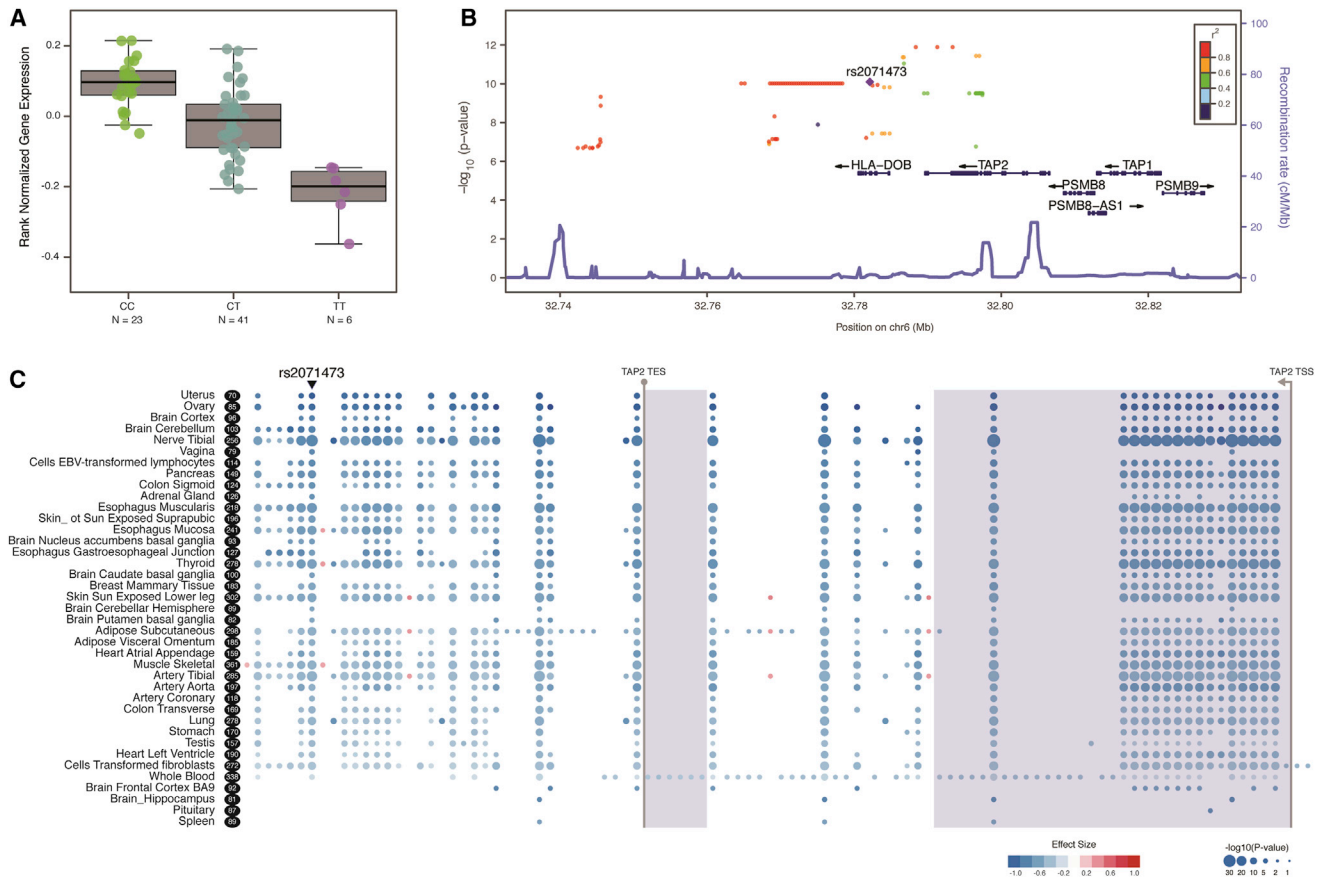 A
Rank Normalized Gene Expression
0.2
0.0
-0.2
-0.4
CC
N = 23
CT
N = 41
TT
N = 6
B
−log10 (p−value)
12
10
8
6
4
2
0
rs2071473
HLA−DOB
TAP2
TAP1
PSMB8
PSMB9
PSMB8−AS1
r2
0.8
0.6
0.4
0.2
100
80
60
40
20
0
Recombination rate (cM/Mb)
32.74
32.76
32.78
32.80
32.82
Position on chr6 (Mb)
C
rs2071473
TAP2 TES
TAP2 TSS
Uterus 70
Ovary 85
Brain Cortex 96
Brain Cerebellum 103
Nerve Tibial 256
Vagina 79
Cells EBV-transformed lymphocytes 114
Pancreas 149
Colon Sigmoid 124
Adrenal Gland 126
Esophagus Muscularis 218
Skin_ ot Sun Exposed Suprapubic 196
Esophagus Mucosa 241
Brain Nucleus accumbens basal ganglia 93
Esophagus Gastroesophageal Junction 127
Thyroid 278
Brain Caudate basal ganglia 100
Breast Mammary Tissue 183
Skin Sun Exposed Lower leg 302
Brain Cerebellar Hemisphere 89
Brain Putamen basal ganglia 82
Adipose Subcutaneous 298
Adipose Visceral Omentum 185
Heart Atrial Appendage 159
Muscle Skeletal 361
Artery Tibial 285
Artery Aorta 197
Artery Coronary 118
Colon Transverse 169
Lung 278
Stomach 170
Testis 157
Heart Left Ventricle 190
Cells Transformed fibroblasts 272
Whole Blood 338
Brain Frontal Cortex BA9 92
Brain_Hippocampus 81
Pituitary 87
Spleen 89
Effect Size
-1.0 -0.6 -0.2 0.2 0.6 1.0
-log10(P-value)
30 20 10 5 2 1